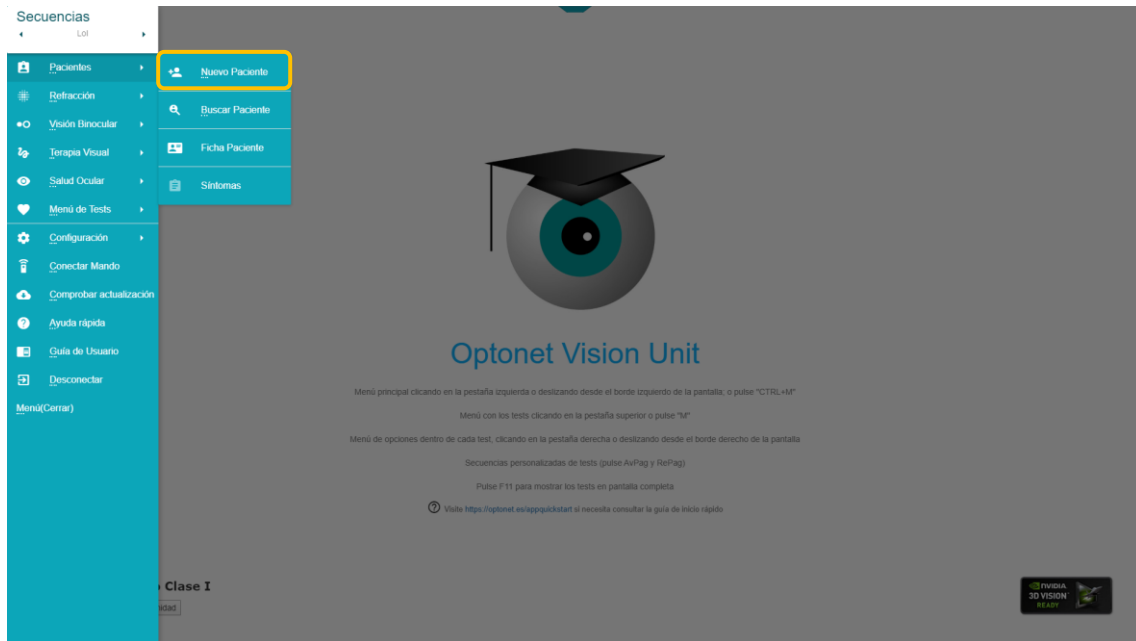 Secuencias
Lol
Pacientes
Nuevo Paciente
Refracción
Buscar Paciente
Visión Binocular
Terapia Visual
Ficha Paciente
Salud Ocular
Síntomas
Menú de Tests
Configuración
Conectar Mando
Comprobar actualización
Ayuda rápida
Guía de Usuario
Desconectar
Menú(Cerrar)
Optonet Vision Unit
Menú principal clicando en la pestaña izquierda o deslizando desde el borde izquierdo de la pantalla; o pulse "CTRL+M"
Menú con los tests clicando en la pestaña superior o pulse "M"
Menú de opciones dentro de cada test, clicando en la pestaña derecha o deslizando desde el borde derecho de la pantalla
Secuencias personalizadas de tests (pulse AvPag y RePag)
Pulse F11 para mostrar los tests en pantalla completa
Visite https://optonet.es/appquickstart si necesita consultar la guía de inicio rápido
Clase I
nidad
NVIDIA
3D VISION
READY